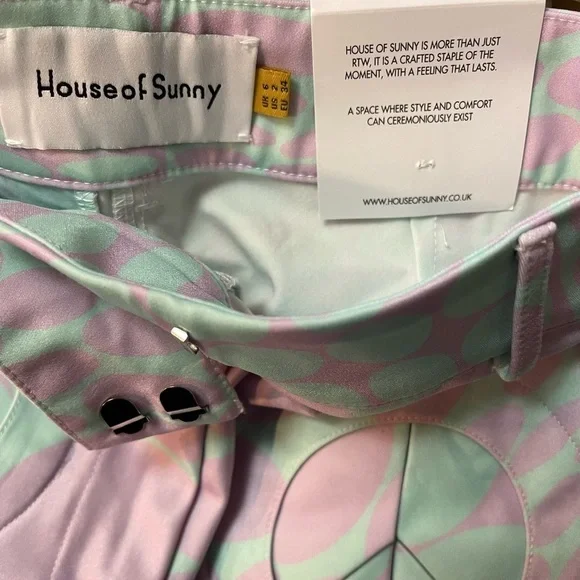 House of Sunny
UK 6
US 2
EU 34
HOUSE OF SUNNY IS MORE THAN JUST
RTW, IT IS A CRAFTED STAPLE OF THE
MOMENT, WITH A FEELING THAT LASTS.
A SPACE WHERE STYLE AND COMFORT
CAN CEREMONIOUSLY EXIST
WWW.HOUSEOFSUNNY.CO.UK